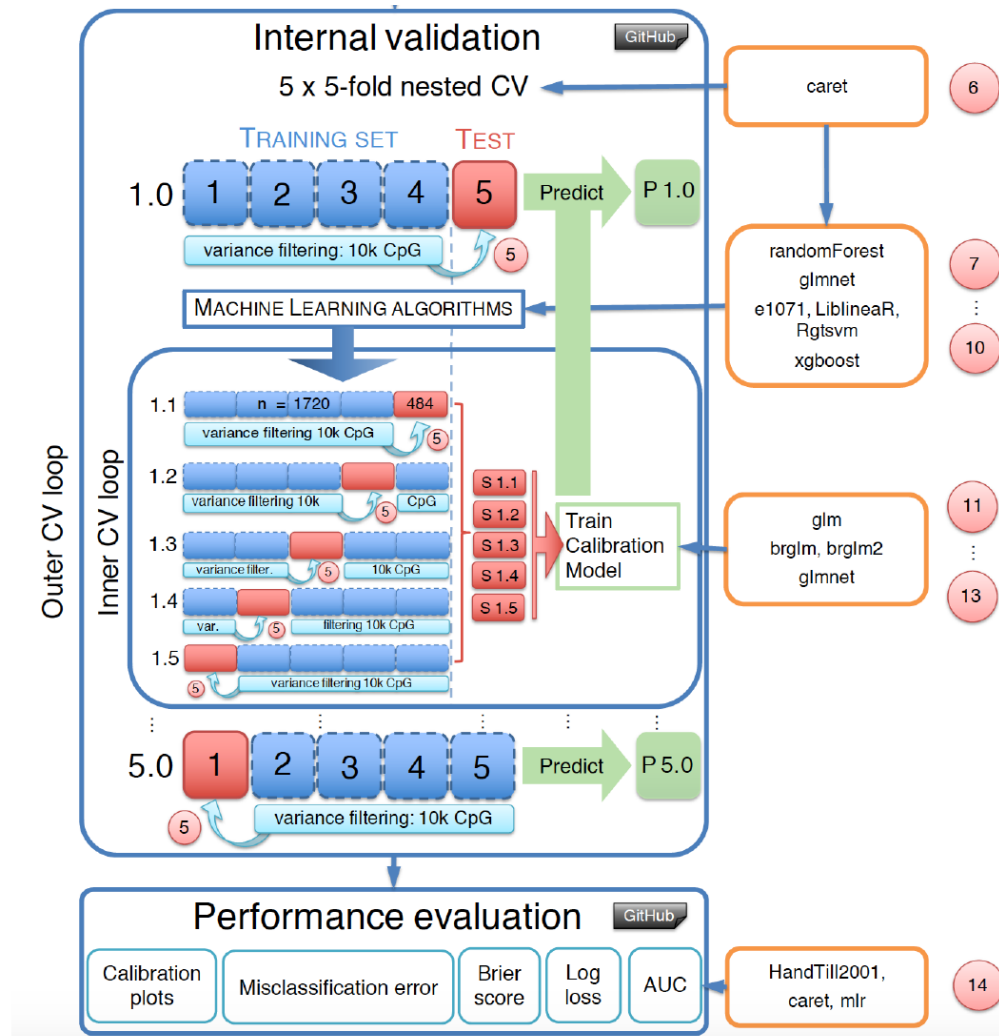 Internal validation
GitHub
5 x 5-fold nested CV
caret
6
TRAINING SET
TEST
1.0
1
2
3
4
5
Predict
P 1.0
variance filtering: 10k CpG
5
MACHINE LEARNING ALGORITHMS
randomForest
glmnet
e1071, LiblineaR,
Rgtsvm
xgboost
7
⋮
10
Outer CV loop
Inner CV loop
1.1
n = 1720
484
variance filtering 10k CpG
5
1.2
variance filtering 10k
5
CpG
1.3
variance filter.
5
10k CpG
1.4
var.
5
filtering 10k CpG
1.5
5
variance filtering 10k CpG
S 1.1
S 1.2
S 1.3
S 1.4
S 1.5
Train
Calibration
Model
glm
brglm, brglm2
glmnet
11
⋮
13
⋮ ⋮ ⋮ ⋮ ⋮
5.0
1
2
3
4
5
Predict
P 5.0
5
variance filtering: 10k CpG
Performance evaluation
GitHub
Calibration
plots
Misclassification error
Brier
score
Log
loss
AUC
HandTill2001,
caret, mlr
14